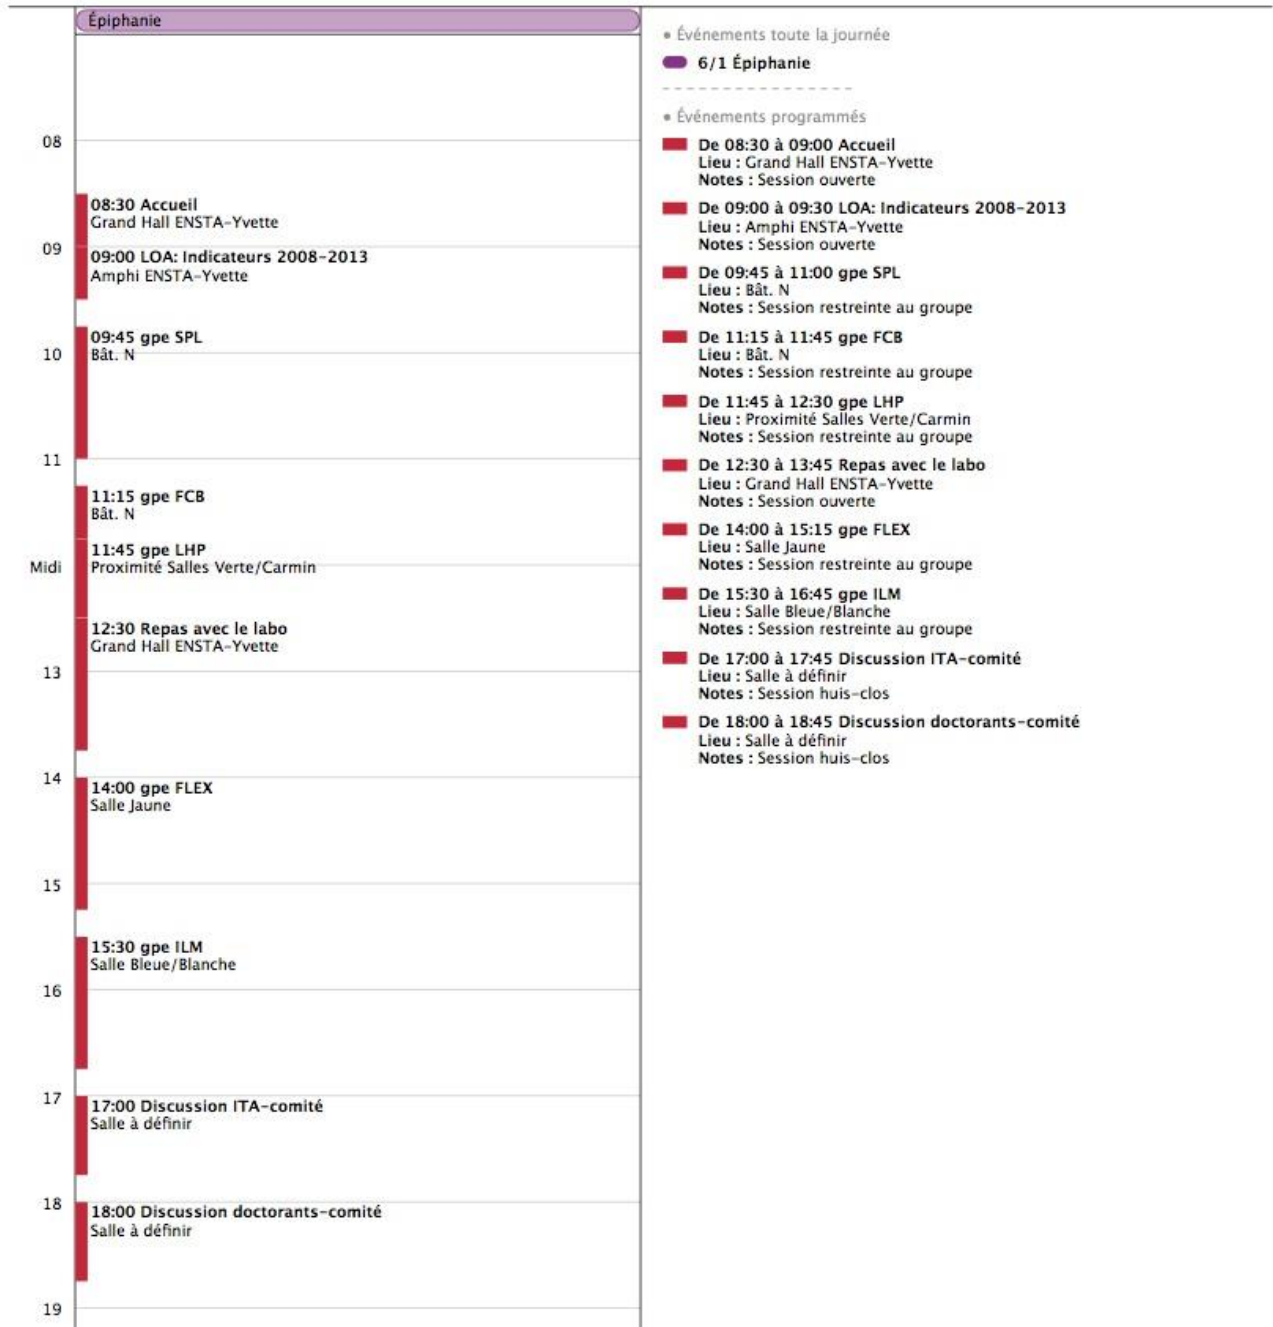 Épiphanie
08
08:30 Accueil
Grand Hall ENSTA-Yvette
09
09:00 LOA: Indicateurs 2008-2013
Amphi ENSTA-Yvette
09:45 gpe SPL
10
Bât. N
11
11:15 gpe FCB
Bât. N
11:45 gpe LHP
Midi
Proximité Salles Verte/Carmin
12:30 Repas avec le labo
Grand Hall ENSTA-Yvette
13
14
14:00 gpe FLEX
Salle Jaune
15
15:30 gpe ILM
Salle Bleue/Blanche
16
17
17:00 Discussion ITA-comité
Salle à définir
18
18:00 Discussion doctorants-comité
Salle à définir
19
• Événements toute la journée
6/1 Épiphanie
• Événements programmés
De 08:30 à 09:00 Accueil
Lieu : Grand Hall ENSTA-Yvette
Notes : Session ouverte
De 09:00 à 09:30 LOA: Indicateurs 2008-2013
Lieu : Amphi ENSTA-Yvette
Notes : Session ouverte
De 09:45 à 11:00 gpe SPL
Lieu : Bât. N
Notes : Session restreinte au groupe
De 11:15 à 11:45 gpe FCB
Lieu : Bât. N
Notes : Session restreinte au groupe
De 11:45 à 12:30 gpe LHP
Lieu : Proximité Salles Verte/Carmin
Notes : Session restreinte au groupe
De 12:30 à 13:45 Repas avec le labo
Lieu : Grand Hall ENSTA-Yvette
Notes : Session ouverte
De 14:00 à 15:15 gpe FLEX
Lieu : Salle Jaune
Notes : Session restreinte au groupe
De 15:30 à 16:45 gpe ILM
Lieu : Salle Bleue/Blanche
Notes : Session restreinte au groupe
De 17:00 à 17:45 Discussion ITA-comité
Lieu : Salle à définir
Notes : Session huis-clos
De 18:00 à 18:45 Discussion doctorants-comité
Lieu : Salle à définir
Notes : Session huis-clos